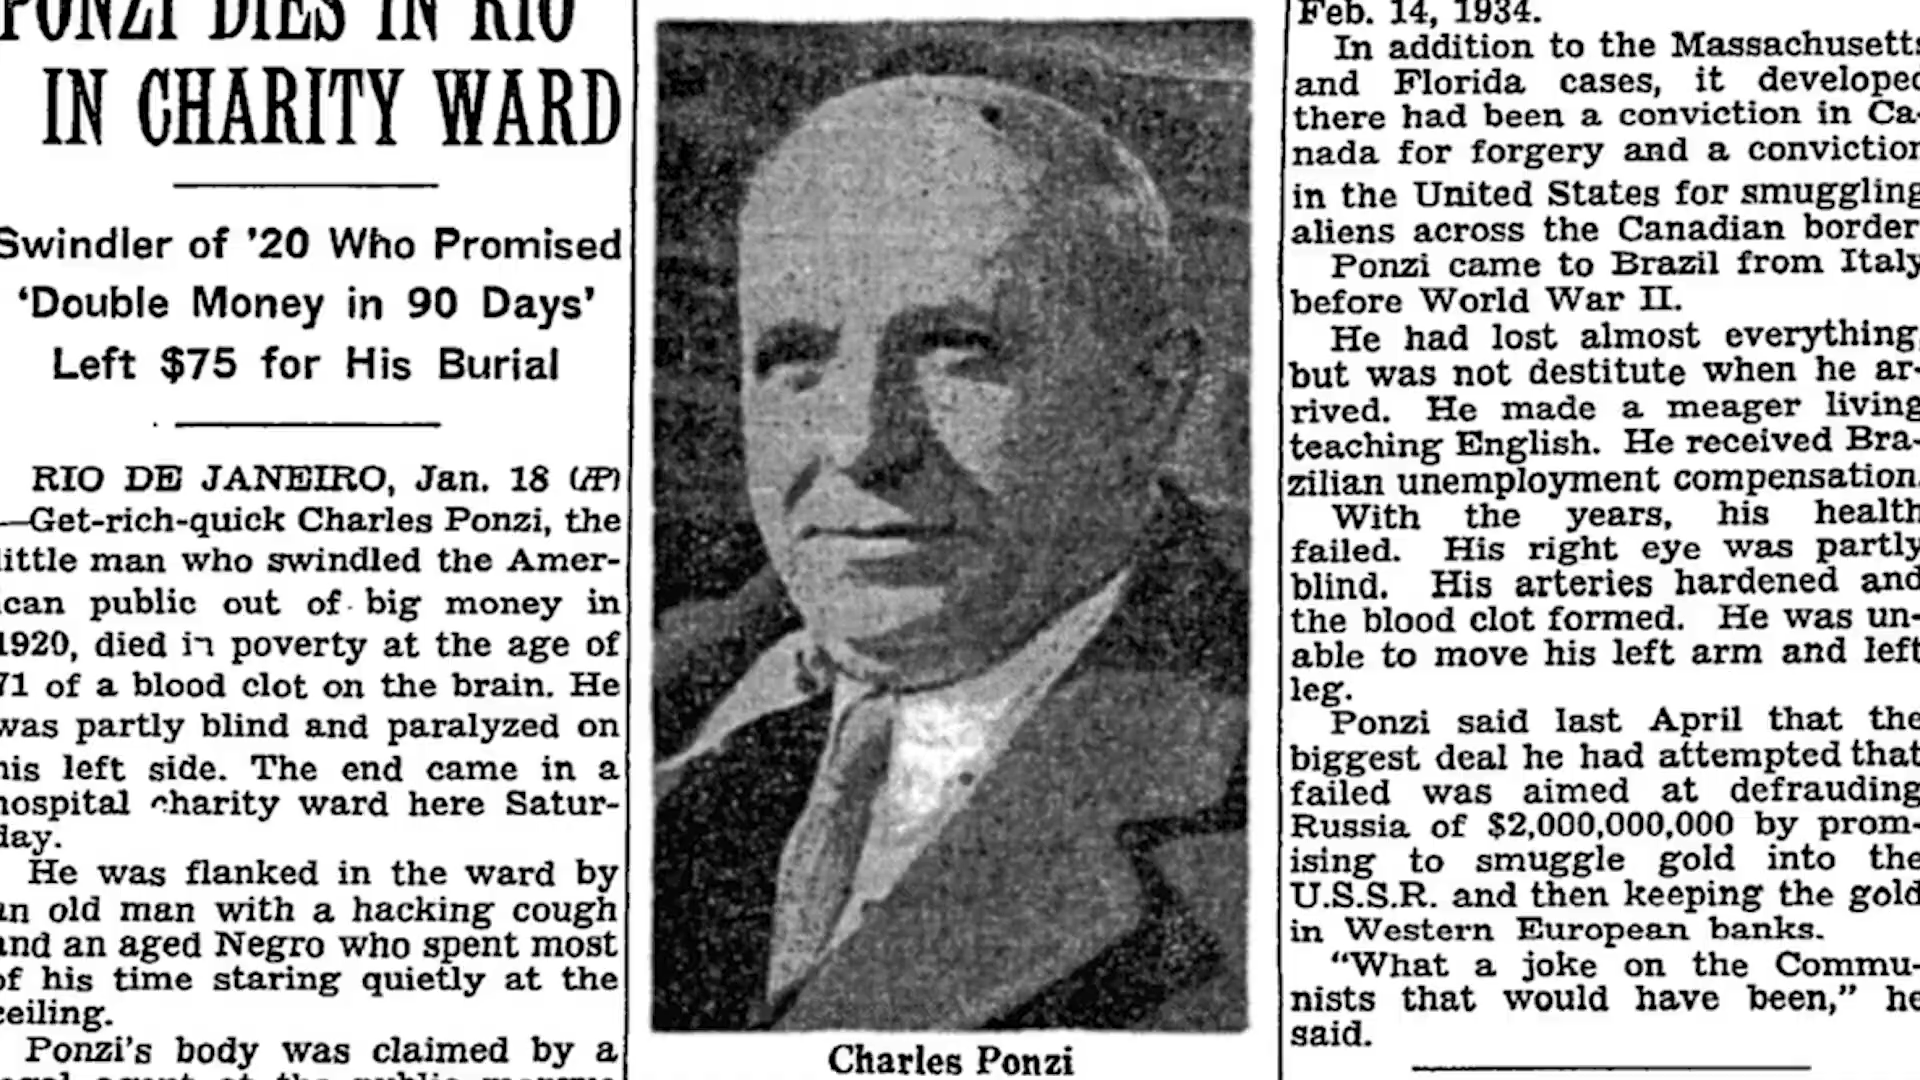 PONZI DIES IN RIO
IN CHARITY WARD
Swindler of '20 Who Promised
'Double Money in 90 Days'
Left $75 for His Burial
RIO DE JANEIRO, Jan. 18 (AP)
—Get-rich-quick Charles Ponzi, the
little man who swindled the Amer-
ican public out of big money in
1920, died in poverty at the age of
71 of a blood clot on the brain. He
was partly blind and paralyzed on
his left side. The end came in a
hospital charity ward here Satur-
day.
He was flanked in the ward by
an old man with a hacking cough
and an aged Negro who spent most
of his time staring quietly at the
ceiling.
Ponzi's body was claimed by a
Charles Ponzi
Feb. 14, 1934.
In addition to the Massachusetts
and Florida cases, it developed
there had been a conviction in Ca-
nada for forgery and a conviction
in the United States for smuggling
aliens across the Canadian border
Ponzi came to Brazil from Italy
before World War II.
He had lost almost everything,
but was not destitute when he ar-
rived. He made a meager living
teaching English. He received Bra-
zilian unemployment compensation.
With the years, his health
failed. His right eye was partly
blind. His arteries hardened and
the blood clot formed. He was un-
able to move his left arm and left
leg.
Ponzi said last April that the
biggest deal he had attempted that
failed was aimed at defrauding
Russia of $2,000,000,000 by prom-
ising to smuggle gold into the
U.S.S.R. and then keeping the gold
in Western European banks.
"What a joke on the Commu-
nists that would have been," he
said.